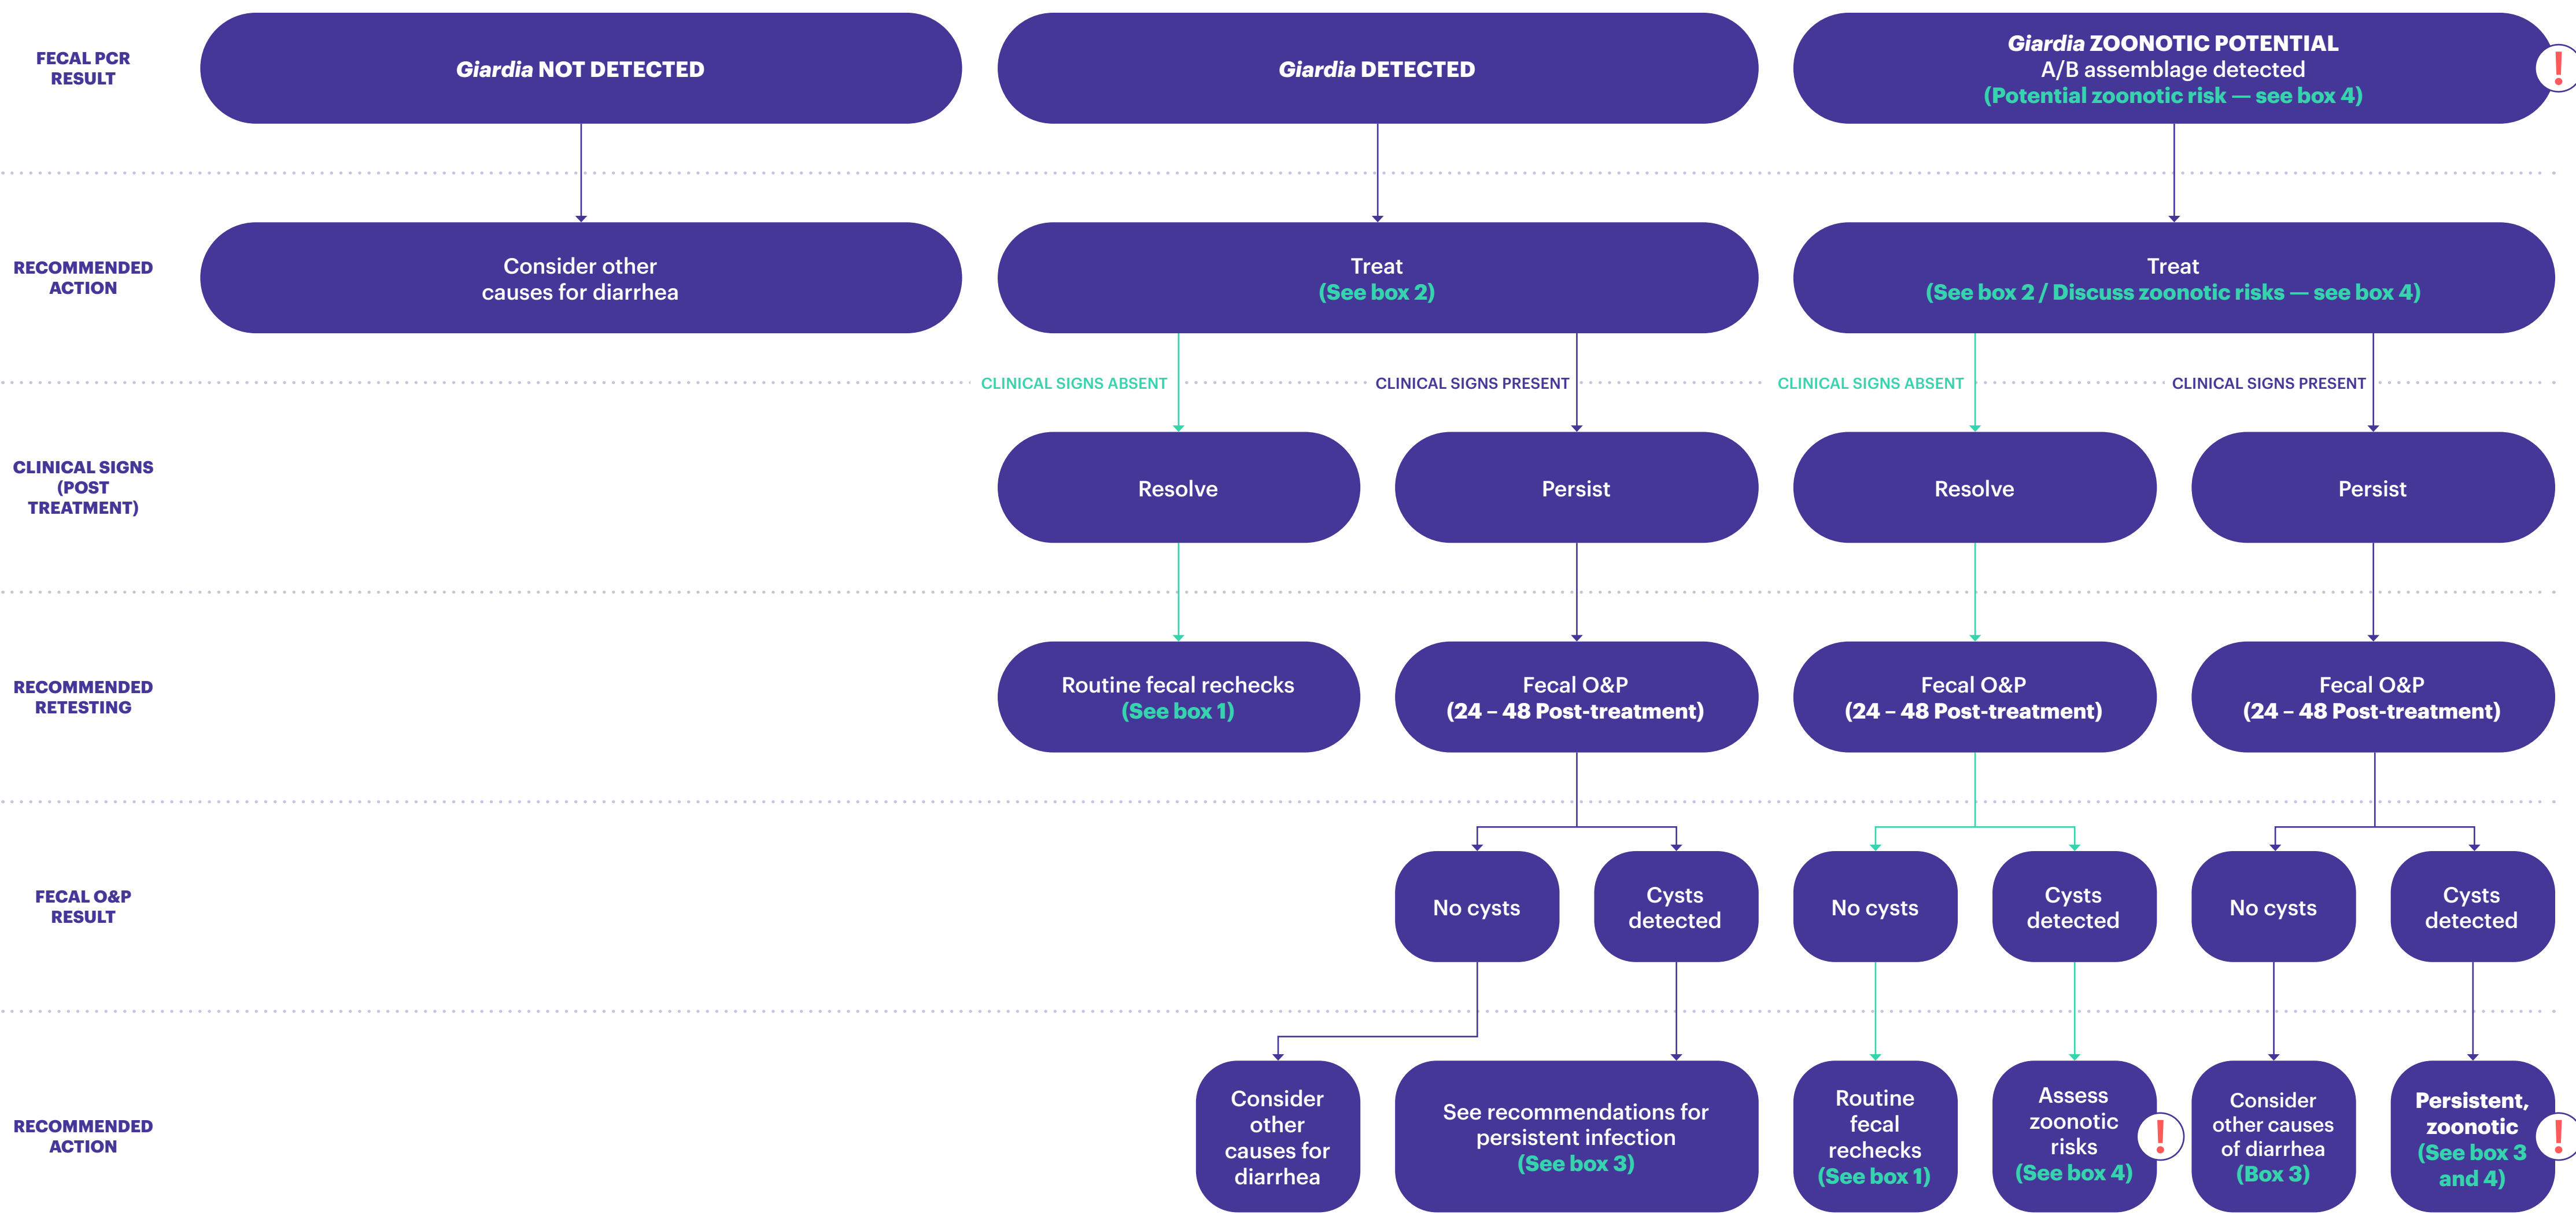 FECAL PCR
RESULT
Giardia NOT DETECTED
Giardia DETECTED
Giardia ZOONOTIC POTENTIAL
A/B assemblage detected
(Potential zoonotic risk — see box 4)
!
RECOMMENDED
ACTION
Consider other
causes for diarrhea
Treat
(See box 2)
Treat
(See box 2 / Discuss zoonotic risks — see box 4)
CLINICAL SIGNS ABSENT
CLINICAL SIGNS PRESENT
CLINICAL SIGNS ABSENT
CLINICAL SIGNS PRESENT
CLINICAL SIGNS
(POST
TREATMENT)
Resolve
Persist
Resolve
Persist
RECOMMENDED
RETESTING
Routine fecal rechecks
(See box 1)
Fecal O&P
(24 – 48 Post-treatment)
Fecal O&P
(24 – 48 Post-treatment)
Fecal O&P
(24 – 48 Post-treatment)
FECAL O&P
RESULT
No cysts
Cysts
detected
No cysts
Cysts
detected
No cysts
Cysts
detected
RECOMMENDED
ACTION
Consider
other
causes for
diarrhea
See recommendations for
persistent infection
(See box 3)
Routine
fecal
rechecks
(See box 1)
Assess
zoonotic
risks
(See box 4)
!
Consider
other causes
of diarrhea
(Box 3)
Persistent,
zoonotic
(See box 3
and 4)
!